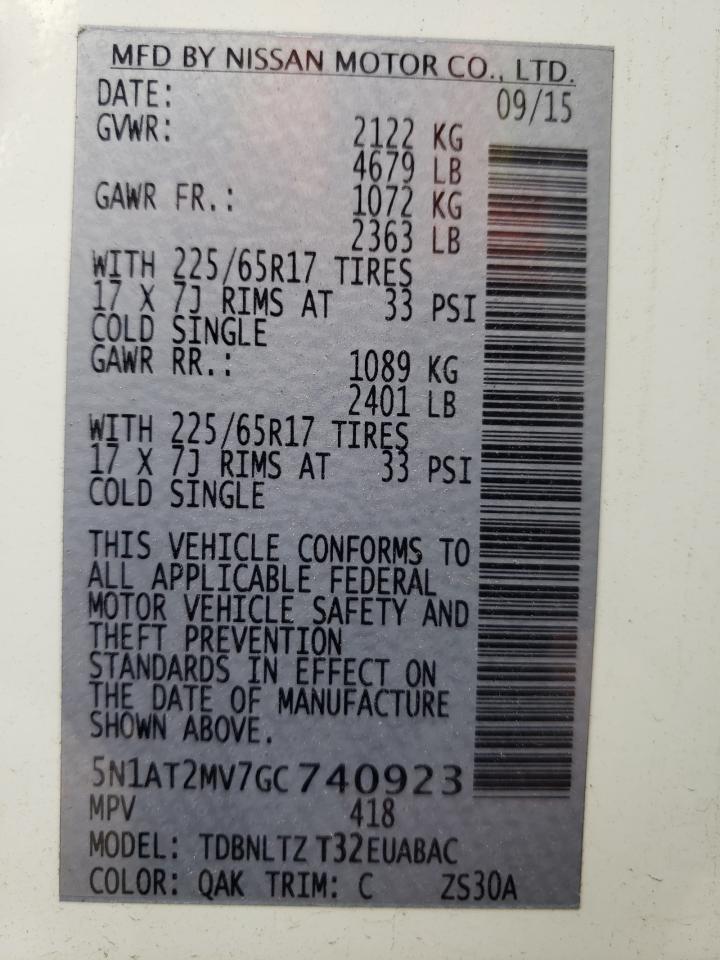 MFD BY NISSAN MOTOR CO., LTD.
DATE: 09/15
GVWR: 2122 KG
4679 LB
GAWR FR.: 1072 KG
2363 LB
WITH 225/65R17 TIRES
17 X 7J RIMS AT 33 PSI
COLD SINGLE
GAWR RR.: 1089 KG
2401 LB
WITH 225/65R17 TIRES
17 X 7J RIMS AT 33 PSI
COLD SINGLE
THIS VEHICLE CONFORMS TO
ALL APPLICABLE FEDERAL
MOTOR VEHICLE SAFETY AND
THEFT PREVENTION
STANDARDS IN EFFECT ON
THE DATE OF MANUFACTURE
SHOWN ABOVE.
5N1AT2MV7GC740923
MPV 418
MODEL: TDBNLTZ T32EUABAC
COLOR: QAK TRIM: C ZS30A